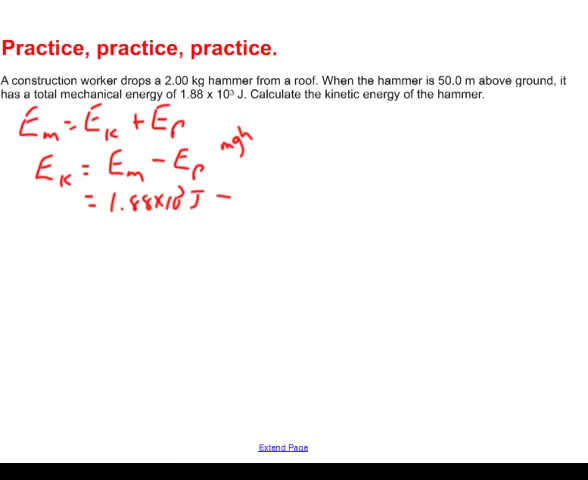 Practice, practice, practice.
A construction worker drops a 2.00 kg hammer from a roof. When the hammer is 50.0 m above ground, it
has a total mechanical energy of 1.88 x 10³ J. Calculate the kinetic energy of the hammer.
Em = EK + EP
EK = Em - EP mgh
= 1.88×10³ J -
Extend Page